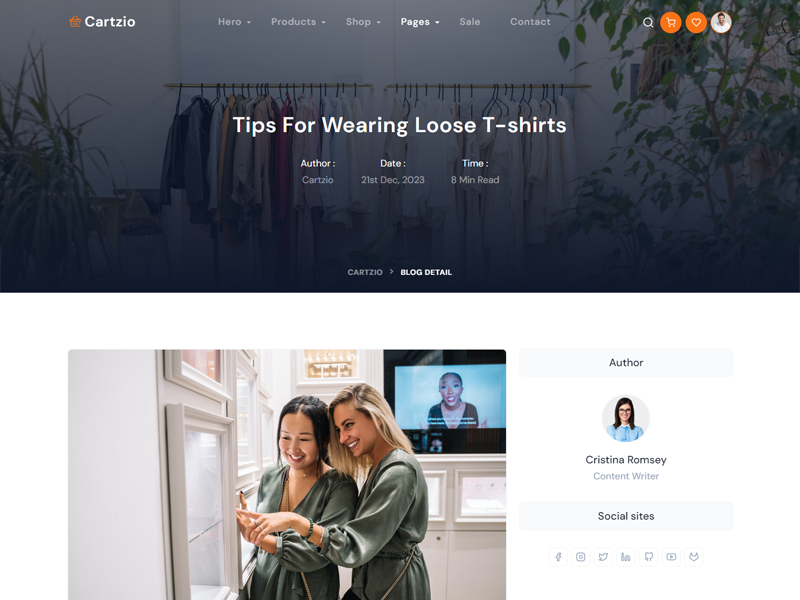 Cartzio
Hero Products Shop Pages Sale Contact
Tips For Wearing Loose T-shirts
Author : Date : Time :
Cartzio 21st Dec, 2023 8 Min Read
CARTZIO > BLOG DETAIL
Author
Cristina Romsey
Content Writer
Social sites